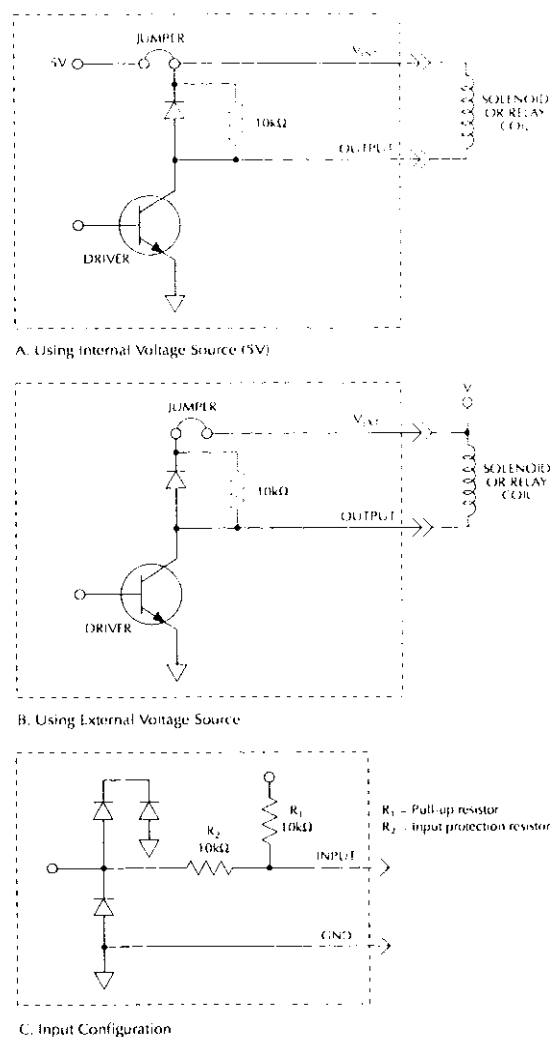 JUMPER
5V
V_EXT
10kΩ
SOLENOID
OR RELAY
COIL
OUTPUT
DRIVER
A. Using Internal Voltage Source (5V)
V
JUMPER
V_EXT
10kΩ
SOLENOID
OR RELAY
COIL
OUTPUT
DRIVER
B. Using External Voltage Source
R₁
10kΩ
R₁ – Pull-up resistor
R₂ – Input protection resistor
R₂
10kΩ
INPUT
GND
C. Input Configuration